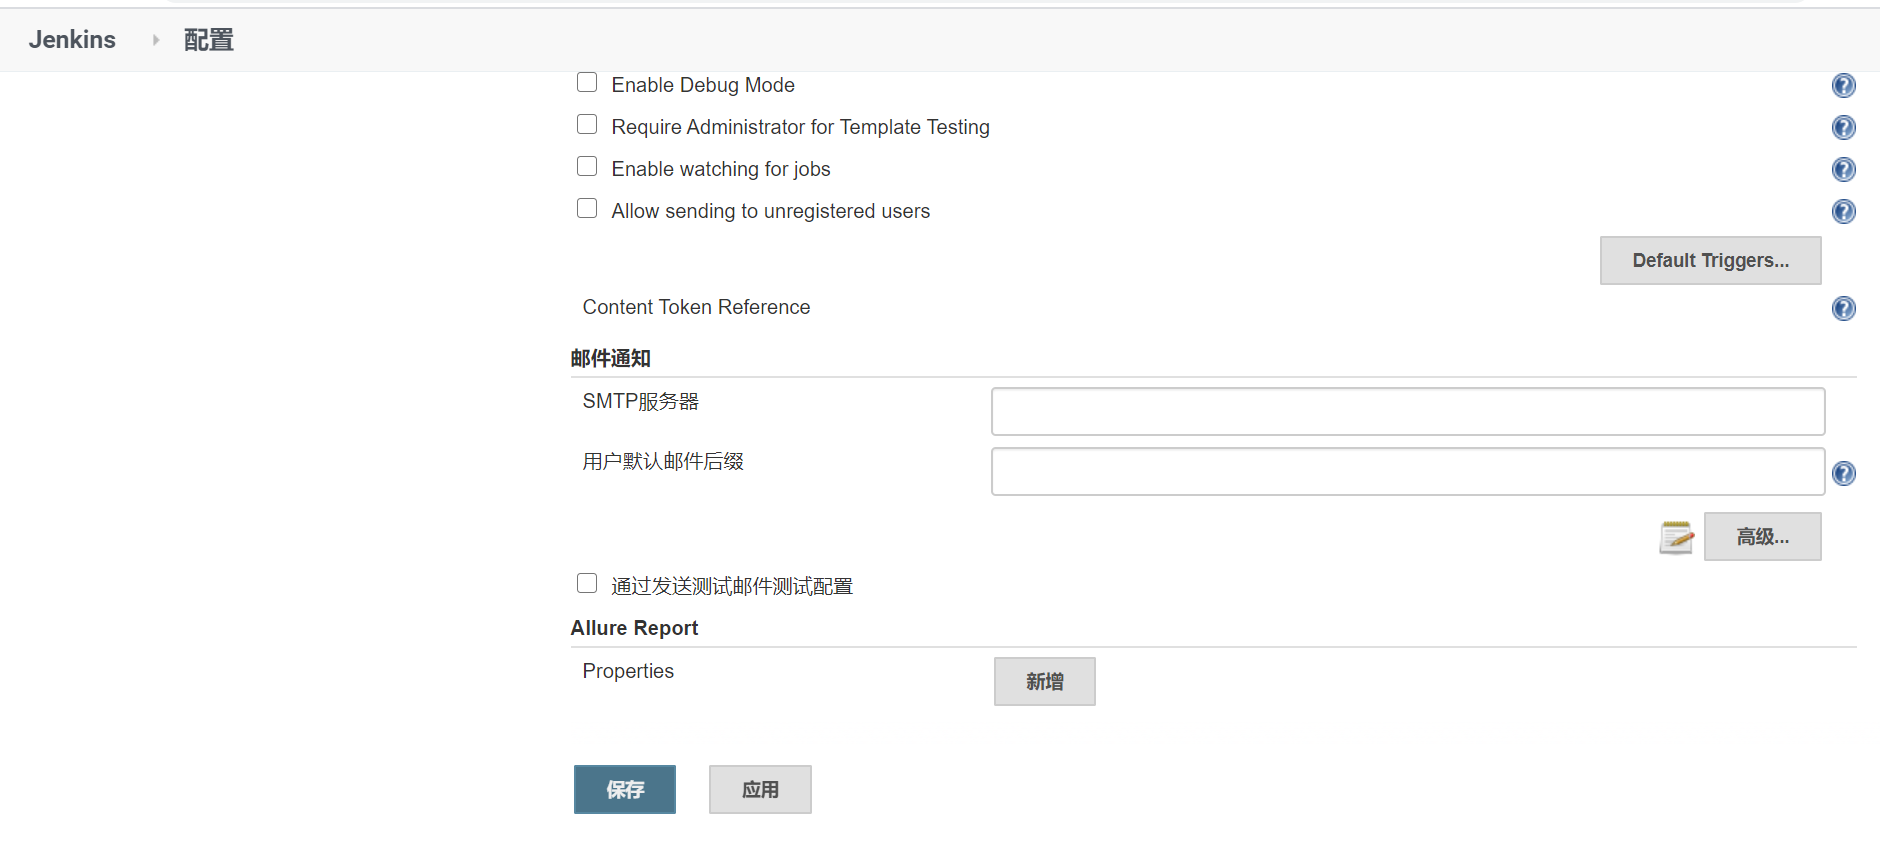 Jenkins 配置
Enable Debug Mode
Require Administrator for Template Testing
Enable watching for jobs
Allow sending to unregistered users
Default Triggers...
Content Token Reference
邮件通知
SMTP服务器
用户默认邮件后缀
高级...
通过发送测试邮件测试配置
Allure Report
Properties
新增
保存 应用